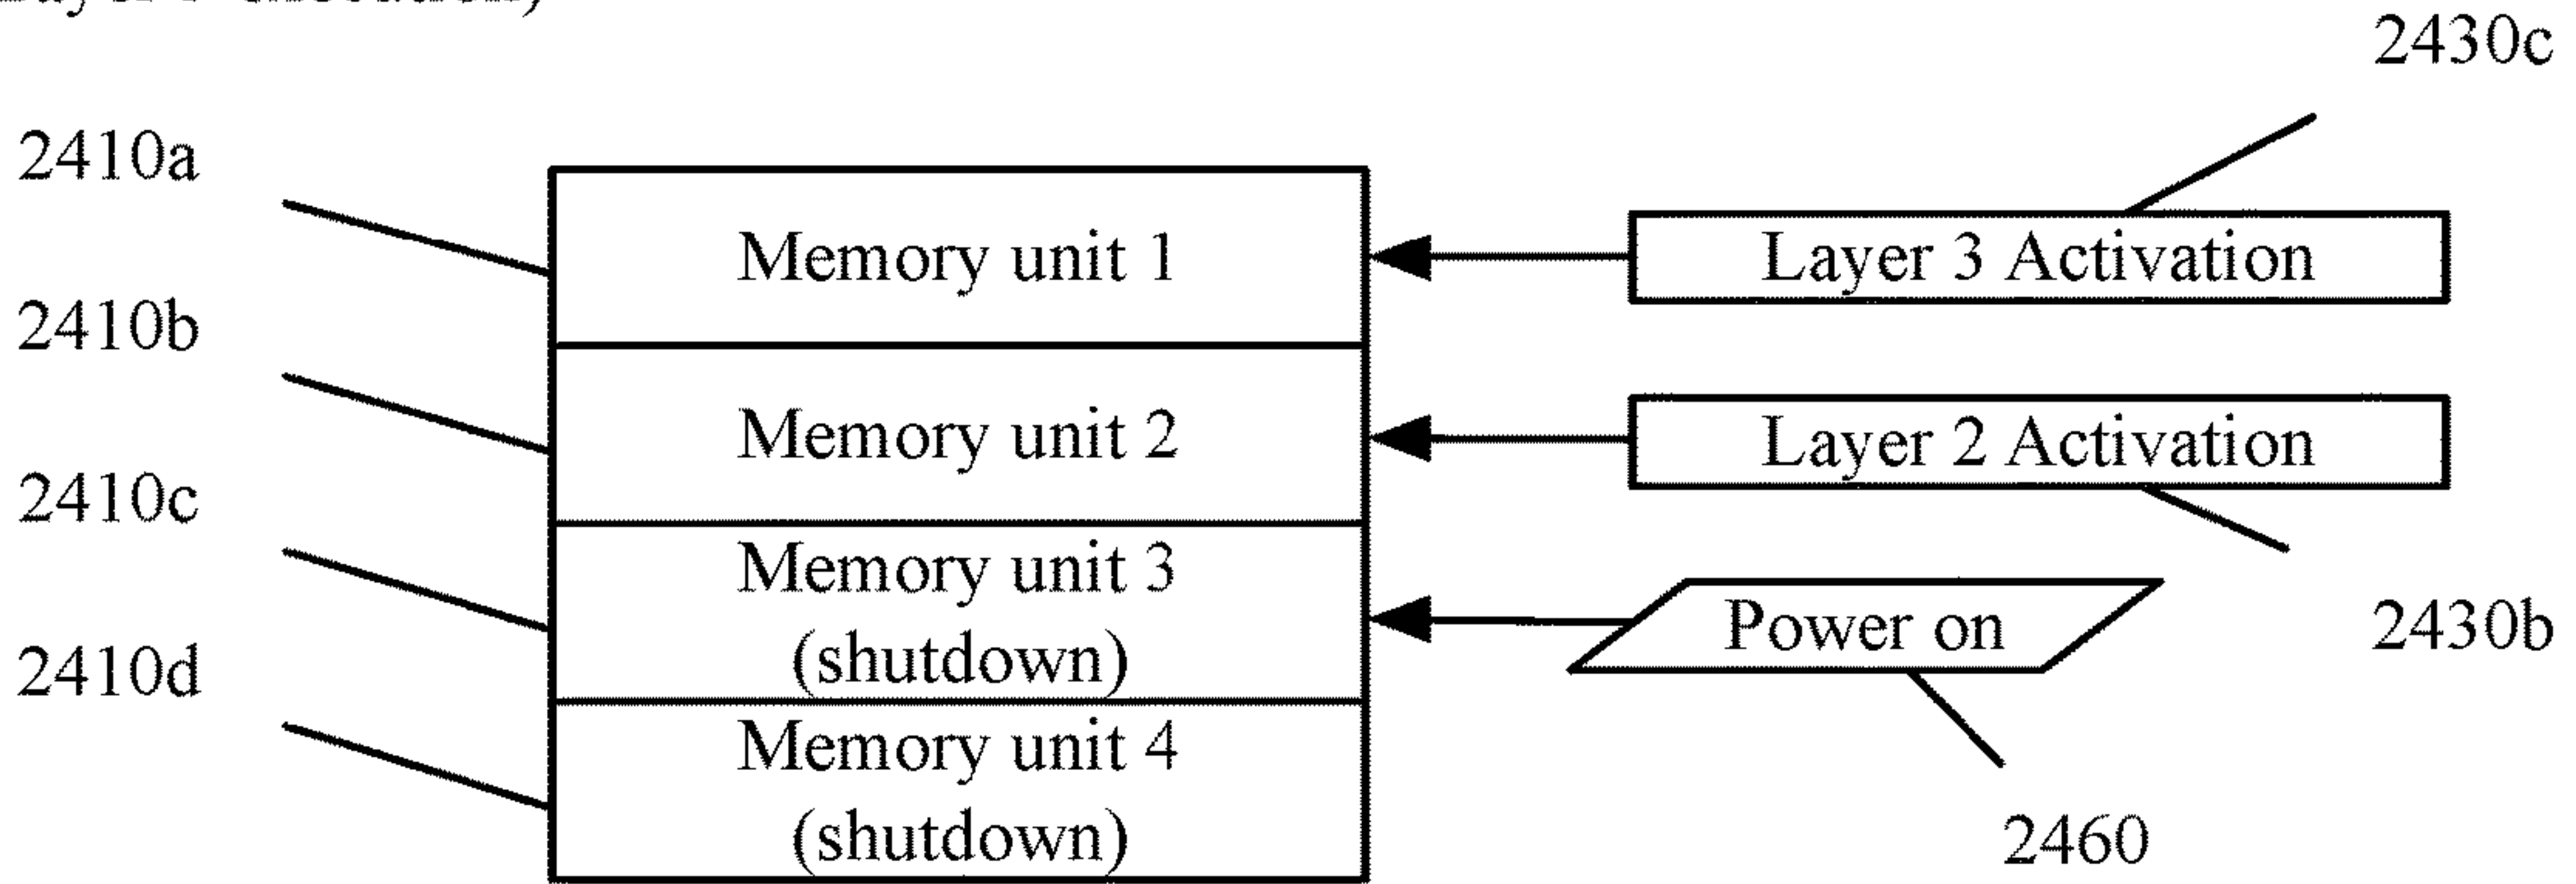 2430c
2410a
Memory unit 1
Layer 3 Activation
2410b
Memory unit 2
Layer 2 Activation
2410c
Memory unit 3
(shutdown)
Power on
2430b
2410d
Memory unit 4
(shutdown)
2460